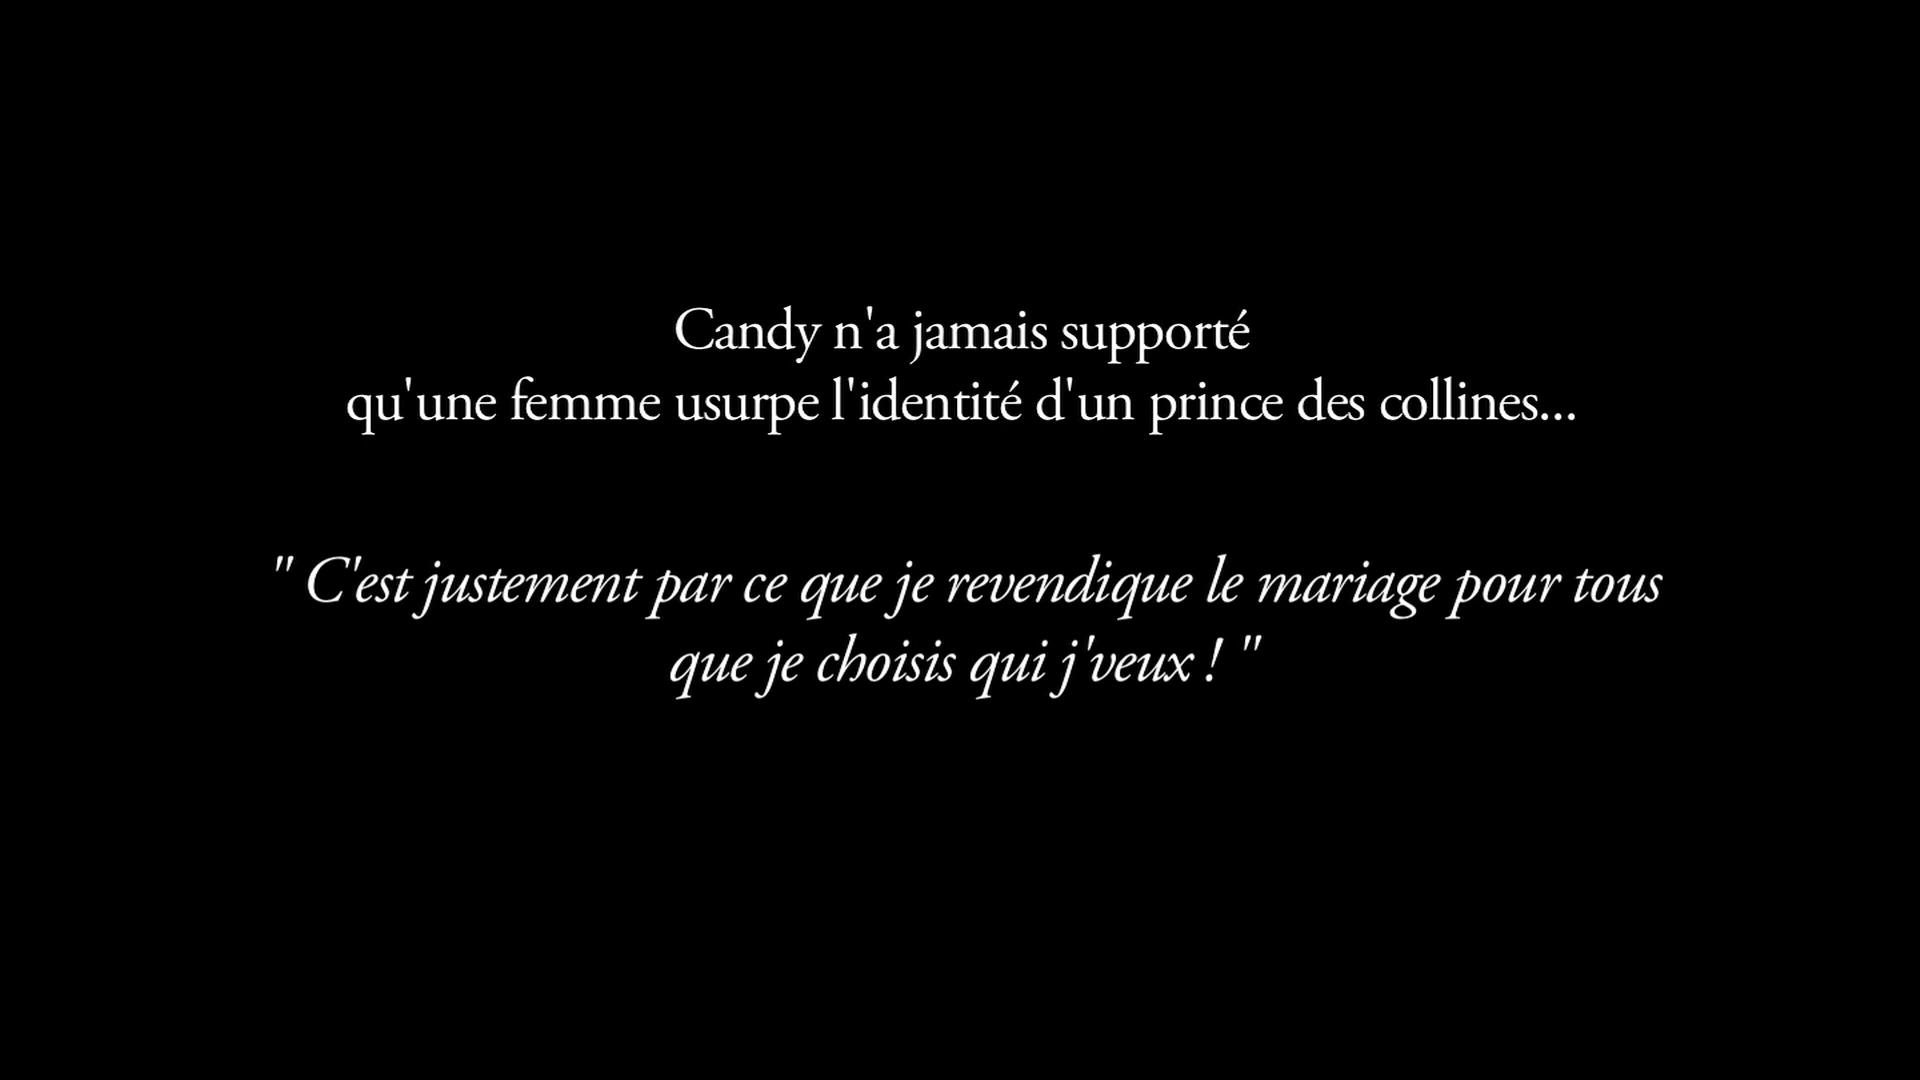 Candy n'a jamais supporté
qu'une femme usurpe l'identité d'un prince des collines...
" C'est justement par ce que je revendique le mariage pour tous
que je choisis qui j'veux ! "